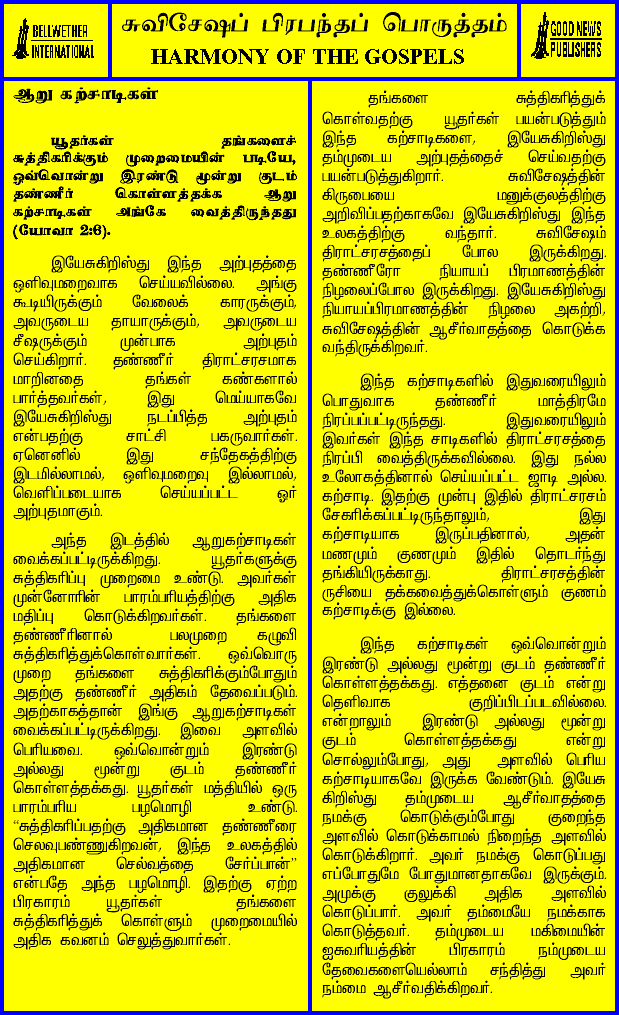 BELLWETHER
INTERNATIONAL
சுவிசேஷப் பிரபந்தப் பொருத்தம்
HARMONY OF THE GOSPELS
GOOD NEWS
PUBLISHERS
ஆறு கற்சாடிகள்
யூதர்கள் தங்களைச்
சுத்திகரிக்கும் முறைமையின் படியே,
ஒவ்வொன்று இரண்டு மூன்று குடம்
தண்ணீர் கொள்ளத்தக்க ஆறு
கற்சாடிகள் அங்கே வைத்திருந்தது
(யோவா 2:6).
இயேசுகிறிஸ்து இந்த அற்புதத்தை
ஒளிவுமறைவாக செய்யவில்லை. அங்கு
கூடியிருக்கும் வேலைக் காரருக்கும்,
அவருடைய தாயாருக்கும், அவருடைய
சீஷருக்கும் முன்பாக அற்புதம்
செய்கிறார். தண்ணீர் திராட்சரசமாக
மாறினதை தங்கள் கண்களால்
பார்த்தவர்கள், இது மெய்யாகவே
இயேசுகிறிஸ்து நடப்பித்த அற்புதம்
என்பதற்கு சாட்சி பகருவார்கள்.
ஏனெனில் இது சந்தேகத்திற்கு
இடமில்லாமல், ஒளிவுமறைவு இல்லாமல்,
வெளிப்படையாக செய்யப்பட்ட ஓர்
அற்புதமாகும்.
அந்த இடத்தில் ஆறுகற்சாடிகள்
வைக்கப்பட்டிருக்கிறது. யூதர்களுக்கு
சுத்திகரிப்பு முறைமை உண்டு. அவர்கள்
முன்னோரின் பாரம்பரியத்திற்கு அதிக
மதிப்பு கொடுக்கிறவர்கள். தங்களை
தண்ணீரினால் பலமுறை கழுவி
சுத்திகரித்துக்கொள்வார்கள். ஒவ்வொரு
முறை தங்களை சுத்திகரிக்கும்போதும்
அதற்கு தண்ணீர் அதிகம் தேவைப்படும்.
அதற்காகத்தான் இங்கு ஆறுகற்சாடிகள்
வைக்கப்பட்டிருக்கிறது. இவை அளவில்
பெரியவை. ஒவ்வொன்றும் இரண்டு
அல்லது மூன்று குடம் தண்ணீர்
கொள்ளத்தக்கது. யூதர்கள் மத்தியில் ஒரு
பாரம்பரிய பழமொழி உண்டு.
“சுத்திகரிப்பதற்கு அதிகமான தண்ணீரை
செலவுபண்ணுகிறவன், இந்த உலகத்தில்
அதிகமான செல்வத்தை சேர்ப்பான்”
என்பதே அந்த பழமொழி. இதற்கு ஏற்ற
பிரகாரம் யூதர்கள் தங்களை
சுத்திகரித்துக் கொள்ளும் முறைமையில்
அதிக கவனம் செலுத்துவார்கள்.
தங்களை சுத்திகரித்துக்
கொள்வதற்கு யூதர்கள் பயன்படுத்தும்
இந்த கற்சாடிகளை, இயேசுகிறிஸ்து
தம்முடைய அற்புதத்தைச் செய்வதற்கு
பயன்படுத்துகிறார். சுவிசேஷத்தின்
கிருபையை மனுக்குலத்திற்கு
அறிவிப்பதற்காகவே இயேசுகிறிஸ்து இந்த
உலகத்திற்கு வந்தார். சுவிசேஷம்
திராட்சரசத்தைப் போல இருக்கிறது.
தண்ணீரோ நியாயப் பிரமாணத்தின்
நிழலைப்போல இருக்கிறது. இயேசுகிறிஸ்து
நியாயப்பிரமாணத்தின் நிழலை அகற்றி,
சுவிசேஷத்தின் ஆசீர்வாதத்தை கொடுக்க
வந்திருக்கிறவர்.
இந்த கற்சாடிகளில் இதுவரையிலும்
பொதுவாக தண்ணீர் மாத்திரமே
நிரப்பப்பட்டிருந்தது. இதுவரையிலும்
இவர்கள் இந்த சாடிகளில் திராட்சரசத்தை
நிரப்பி வைத்திருக்கவில்லை. இது நல்ல
உலோகத்தினால் செய்யப்பட்ட ஜாடி அல்ல.
கற்சாடி. இதற்கு முன்பு இதில் திராட்சரசம்
சேகரிக்கப்பட்டிருந்தாலும், இது
கற்சாடியாக இருப்பதினால், அதன்
மணமும் குணமும் இதில் தொடர்ந்து
தங்கியிருக்காது. திராட்சரசத்தின்
ருசியை தக்கவைத்துக்கொள்ளும் குணம்
கற்சாடிக்கு இல்லை.
இந்த கற்சாடிகள் ஒவ்வொன்றும்
இரண்டு அல்லது மூன்று குடம் தண்ணீர்
கொள்ளத்தக்கது. எத்தனை குடம் என்று
தெளிவாக குறிப்பிடப்படவில்லை.
என்றாலும் இரண்டு அல்லது மூன்று
குடம் கொள்ளத்தக்கது என்று
சொல்லும்போது, அது அளவில் பெரிய
கற்சாடியாகவே இருக்க வேண்டும். இயேசு
கிறிஸ்து தம்முடைய ஆசீர்வாதத்தை
நமக்கு கொடுக்கும்போது குறைந்த
அளவில் கொடுக்காமல் நிறைந்த அளவில்
கொடுக்கிறார். அவர் நமக்கு கொடுப்பது
எப்போதுமே போதுமானதாகவே இருக்கும்.
அமுக்கு குலுக்கி அதிக அளவில்
கொடுப்பார். அவர் தம்மையே நமக்காக
கொடுத்தவர். தம்முடைய மகிமையின்
ஐசுவரியத்தின் பிரகாரம் நம்முடைய
தேவைகளையெல்லாம் சந்தித்து அவர்
நம்மை ஆசீர்வதிக்கிறவர்.